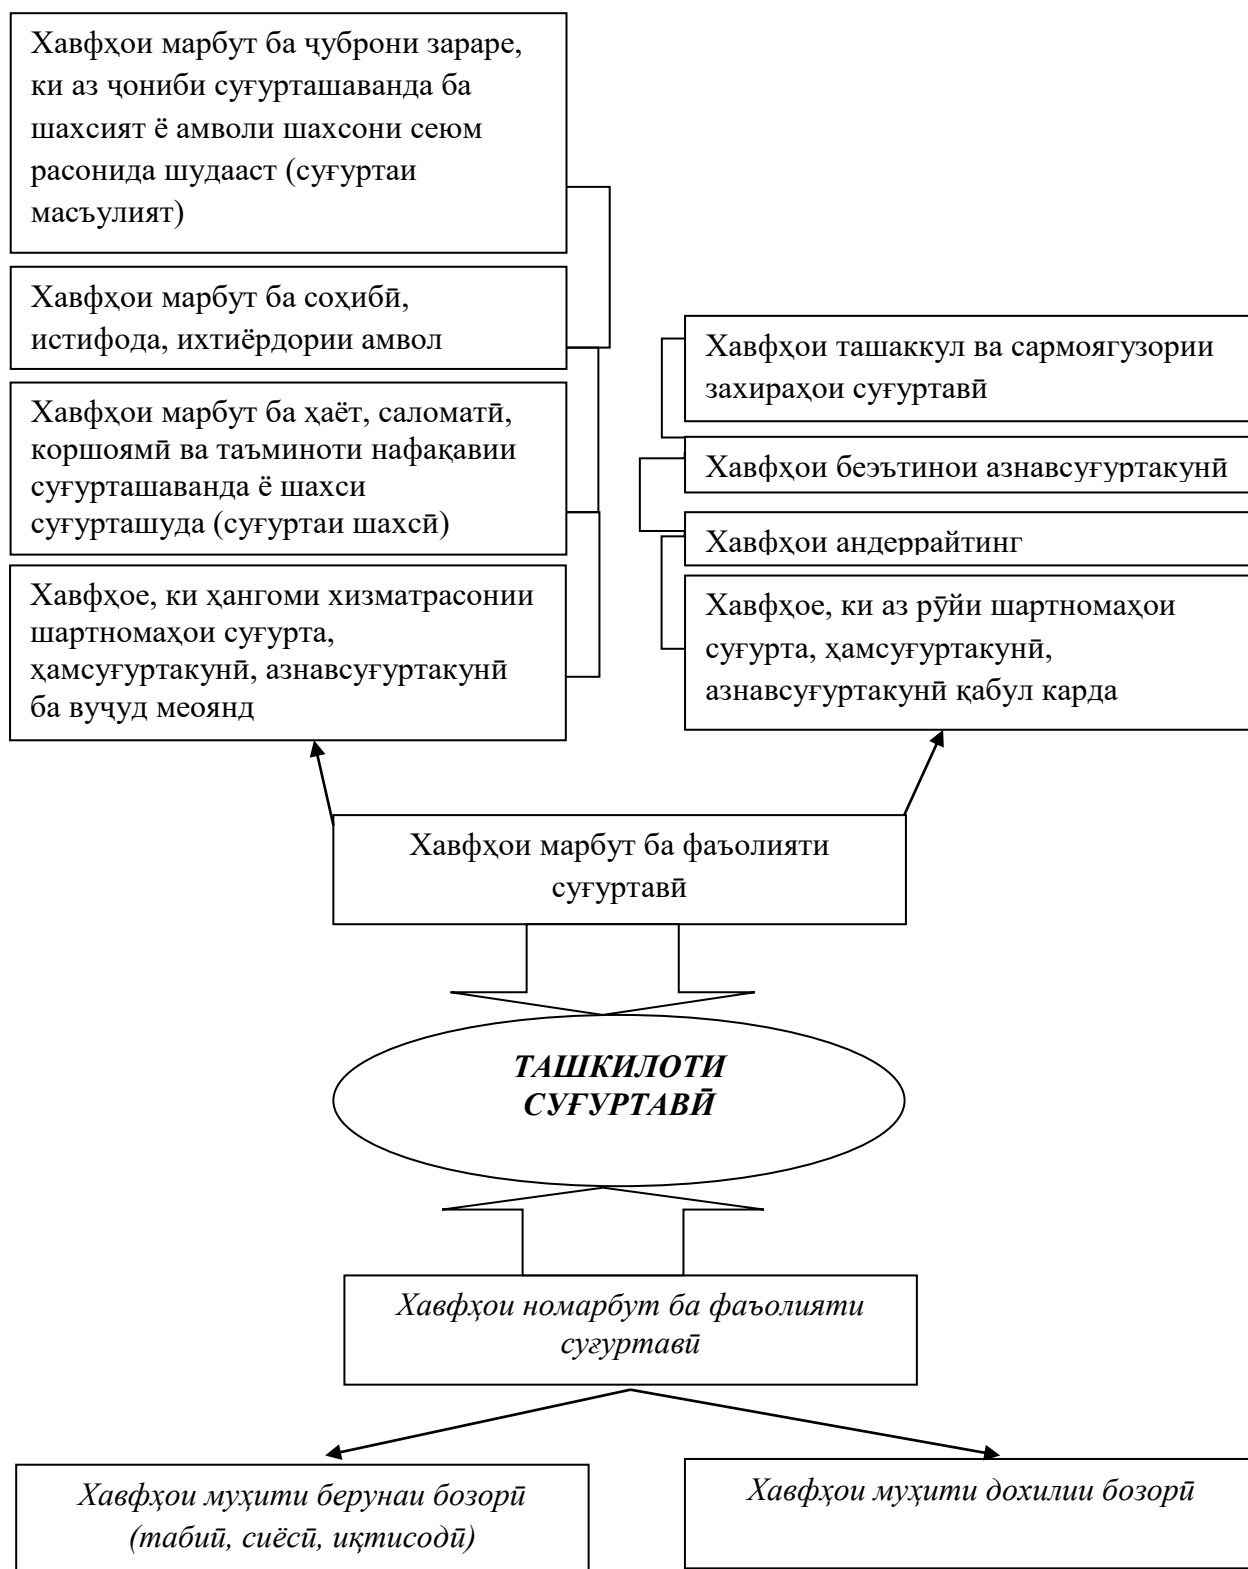 Хавфҳои марбут ба ҷуброни зараре,
ки аз ҷониби суғурташаванда ба
шахсият ё амволи шахсони сеюм
расонида шудааст (суғуртаи
масъулият)
Хавфҳои марбут ба соҳибӣ,
истифода, ихтиёрдории амвол
Хавфҳои марбут ба ҳаёт, саломатӣ,
коршоямӣ ва таъминоти нафақавии
суғурташаванда ё шахси
суғурташуда (суғуртаи шахсӣ)
Хавфҳое, ки ҳангоми хизматрасонии
шартномаҳои суғурта,
ҳамсуғуртакунӣ, азнавсуғуртакунӣ
ба вуҷуд меоянд
Хавфҳои ташаккул ва сармоягузории
захираҳои суғуртавӣ
Хавфҳои беэътинои азнавсуғуртакунӣ
Хавфҳои андеррайтинг
Хавфҳое, ки аз рӯйи шартномаҳои
суғурта, ҳамсуғуртакунӣ,
азнавсуғуртакунӣ қабул карда
Хавфҳои марбут ба фаъолияти
суғуртавӣ
ТАШКИЛОТИ
СУҒУРТАВӢ
Хавфҳои номарбут ба фаъолияти
суғуртавӣ
Хавфҳои муҳити берунаи бозорӣ
(табиӣ, сиёсӣ, иқтисодӣ)
Хавфҳои муҳити дохилии бозорӣ